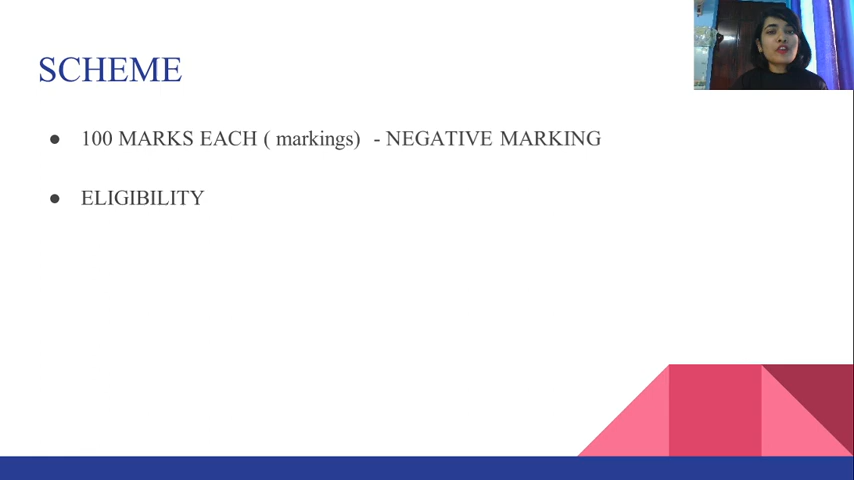 SCHEME
● 100 MARKS EACH ( markings) - NEGATIVE MARKING
● ELIGIBILITY